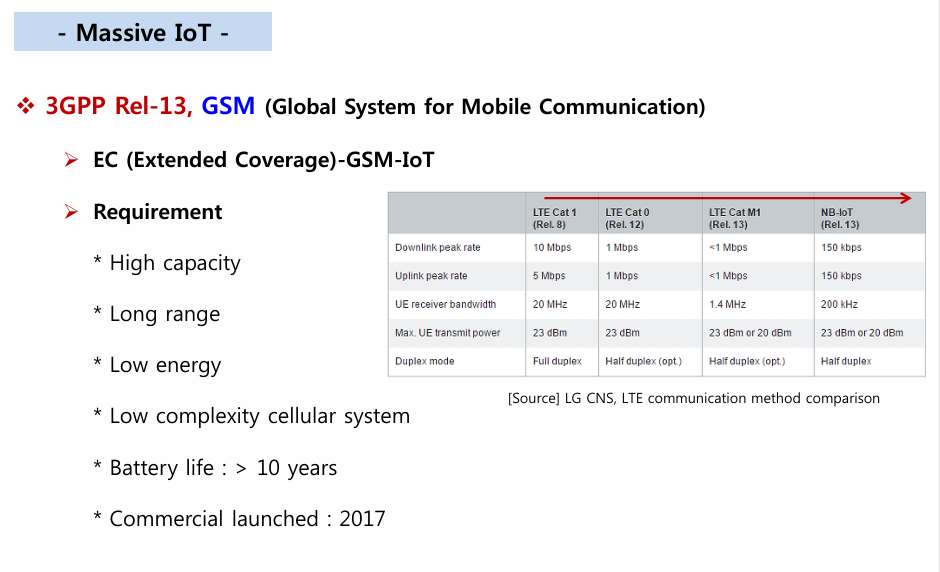 - Massive IoT -
❖ 3GPP Rel-13, GSM (Global System for Mobile Communication)
➢ EC (Extended Coverage)-GSM-IoT
➢ Requirement
* High capacity
* Long range
* Low energy
* Low complexity cellular system
* Battery life : > 10 years
* Commercial launched : 2017
LTE Cat 1 (Rel. 8) LTE Cat 0 (Rel. 12) LTE Cat M1 (Rel. 13) NB-IoT (Rel. 13)
Downlink peak rate 10 Mbps 1 Mbps <1 Mbps 150 kbps
Uplink peak rate 5 Mbps 1 Mbps <1 Mbps 150 kbps
UE receiver bandwidth 20 MHz 20 MHz 1.4 MHz 200 kHz
Max. UE transmit power 23 dBm 23 dBm 23 dBm or 20 dBm 23 dBm or 20 dBm
Duplex mode Full duplex Half duplex (opt.) Half duplex (opt.) Half duplex
[Source] LG CNS, LTE communication method comparison